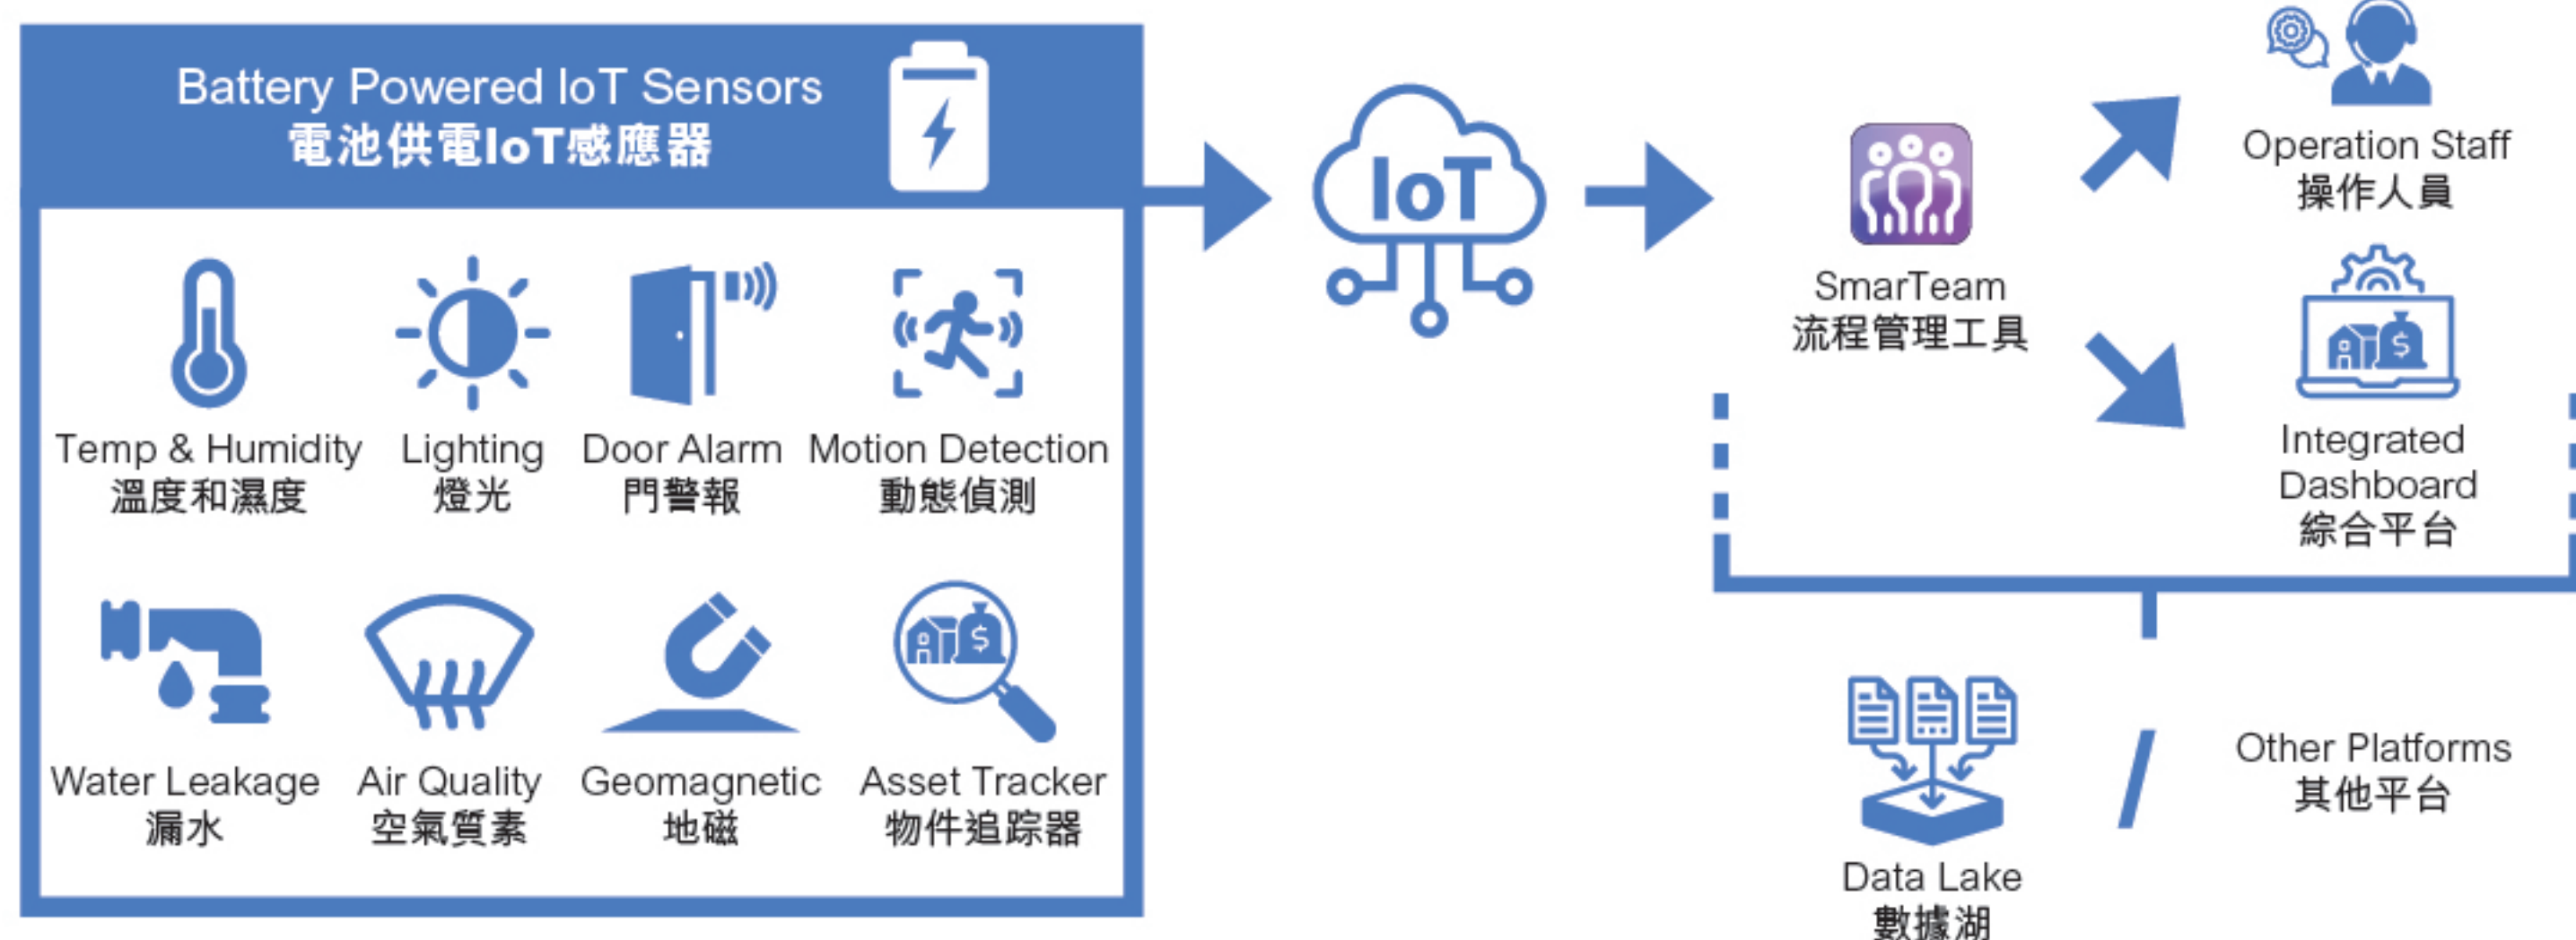 Battery Powered IoT Sensors
電池供電IoT感應器
Temp & Humidity
溫度和濕度
Lighting
燈光
Door Alarm
門警報
Motion Detection
動態偵測
Water Leakage
漏水
Air Quality
空氣質素
Geomagnetic
地磁
Asset Tracker
物件追踪器
IoT
SmarTeam
流程管理工具
Operation Staff
操作人員
Integrated
Dashboard
綜合平台
Data Lake
數據湖
/
Other Platforms
其他平台